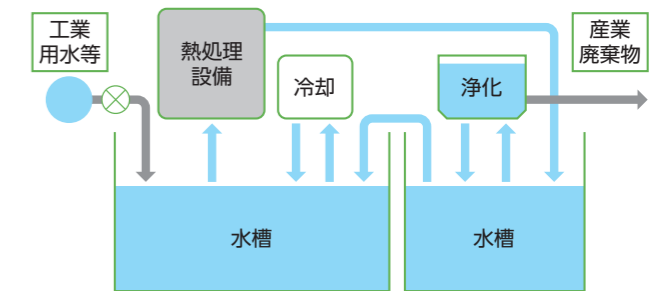 工業
用水等
熱処理
設備
冷却
浄化
産業
廃棄物
水槽
水槽